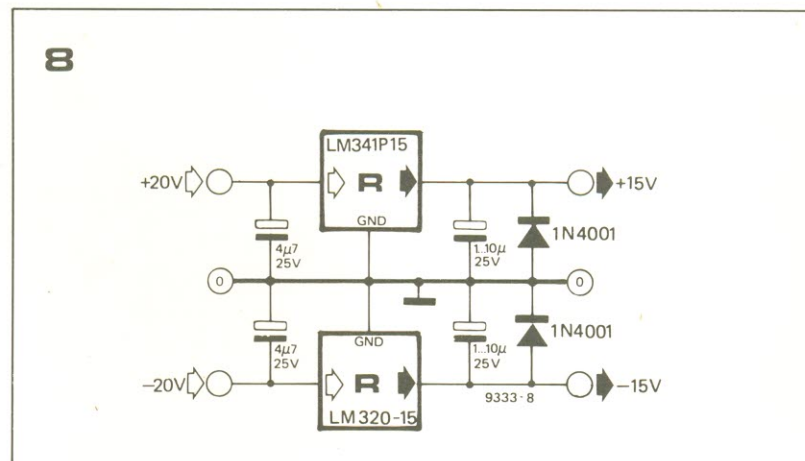 8
LM341P15
+20V
R
+15V
GND
4µ7
25V
1...10µ
25V
1N4001
0
0
4µ7
25V
GND
1...10µ
25V
1N4001
-20V
R
-15V
9333-8
LM320-15